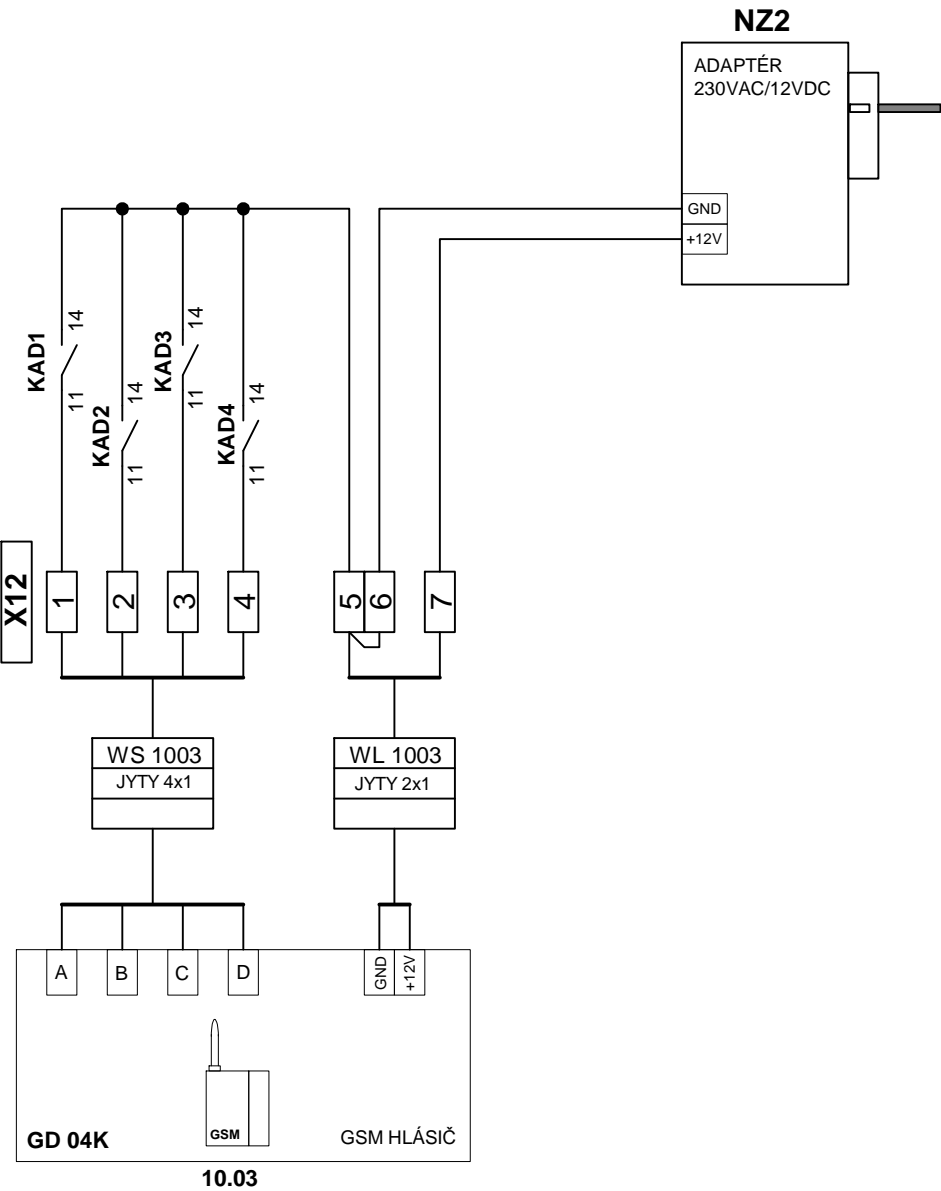 NZ2
ADAPTÉR
230VAC/12VDC
GND
+12V
KAD1
14
11
KAD2
14
11
KAD3
14
11
KAD4
14
11
X12
1
2
3
4
5
6
7
WS 1003
JYTY 4x1
WL 1003
JYTY 2x1
A
B
C
D
GND
+12V
GSM
GD 04K
GSM HLÁSIČ
10.03